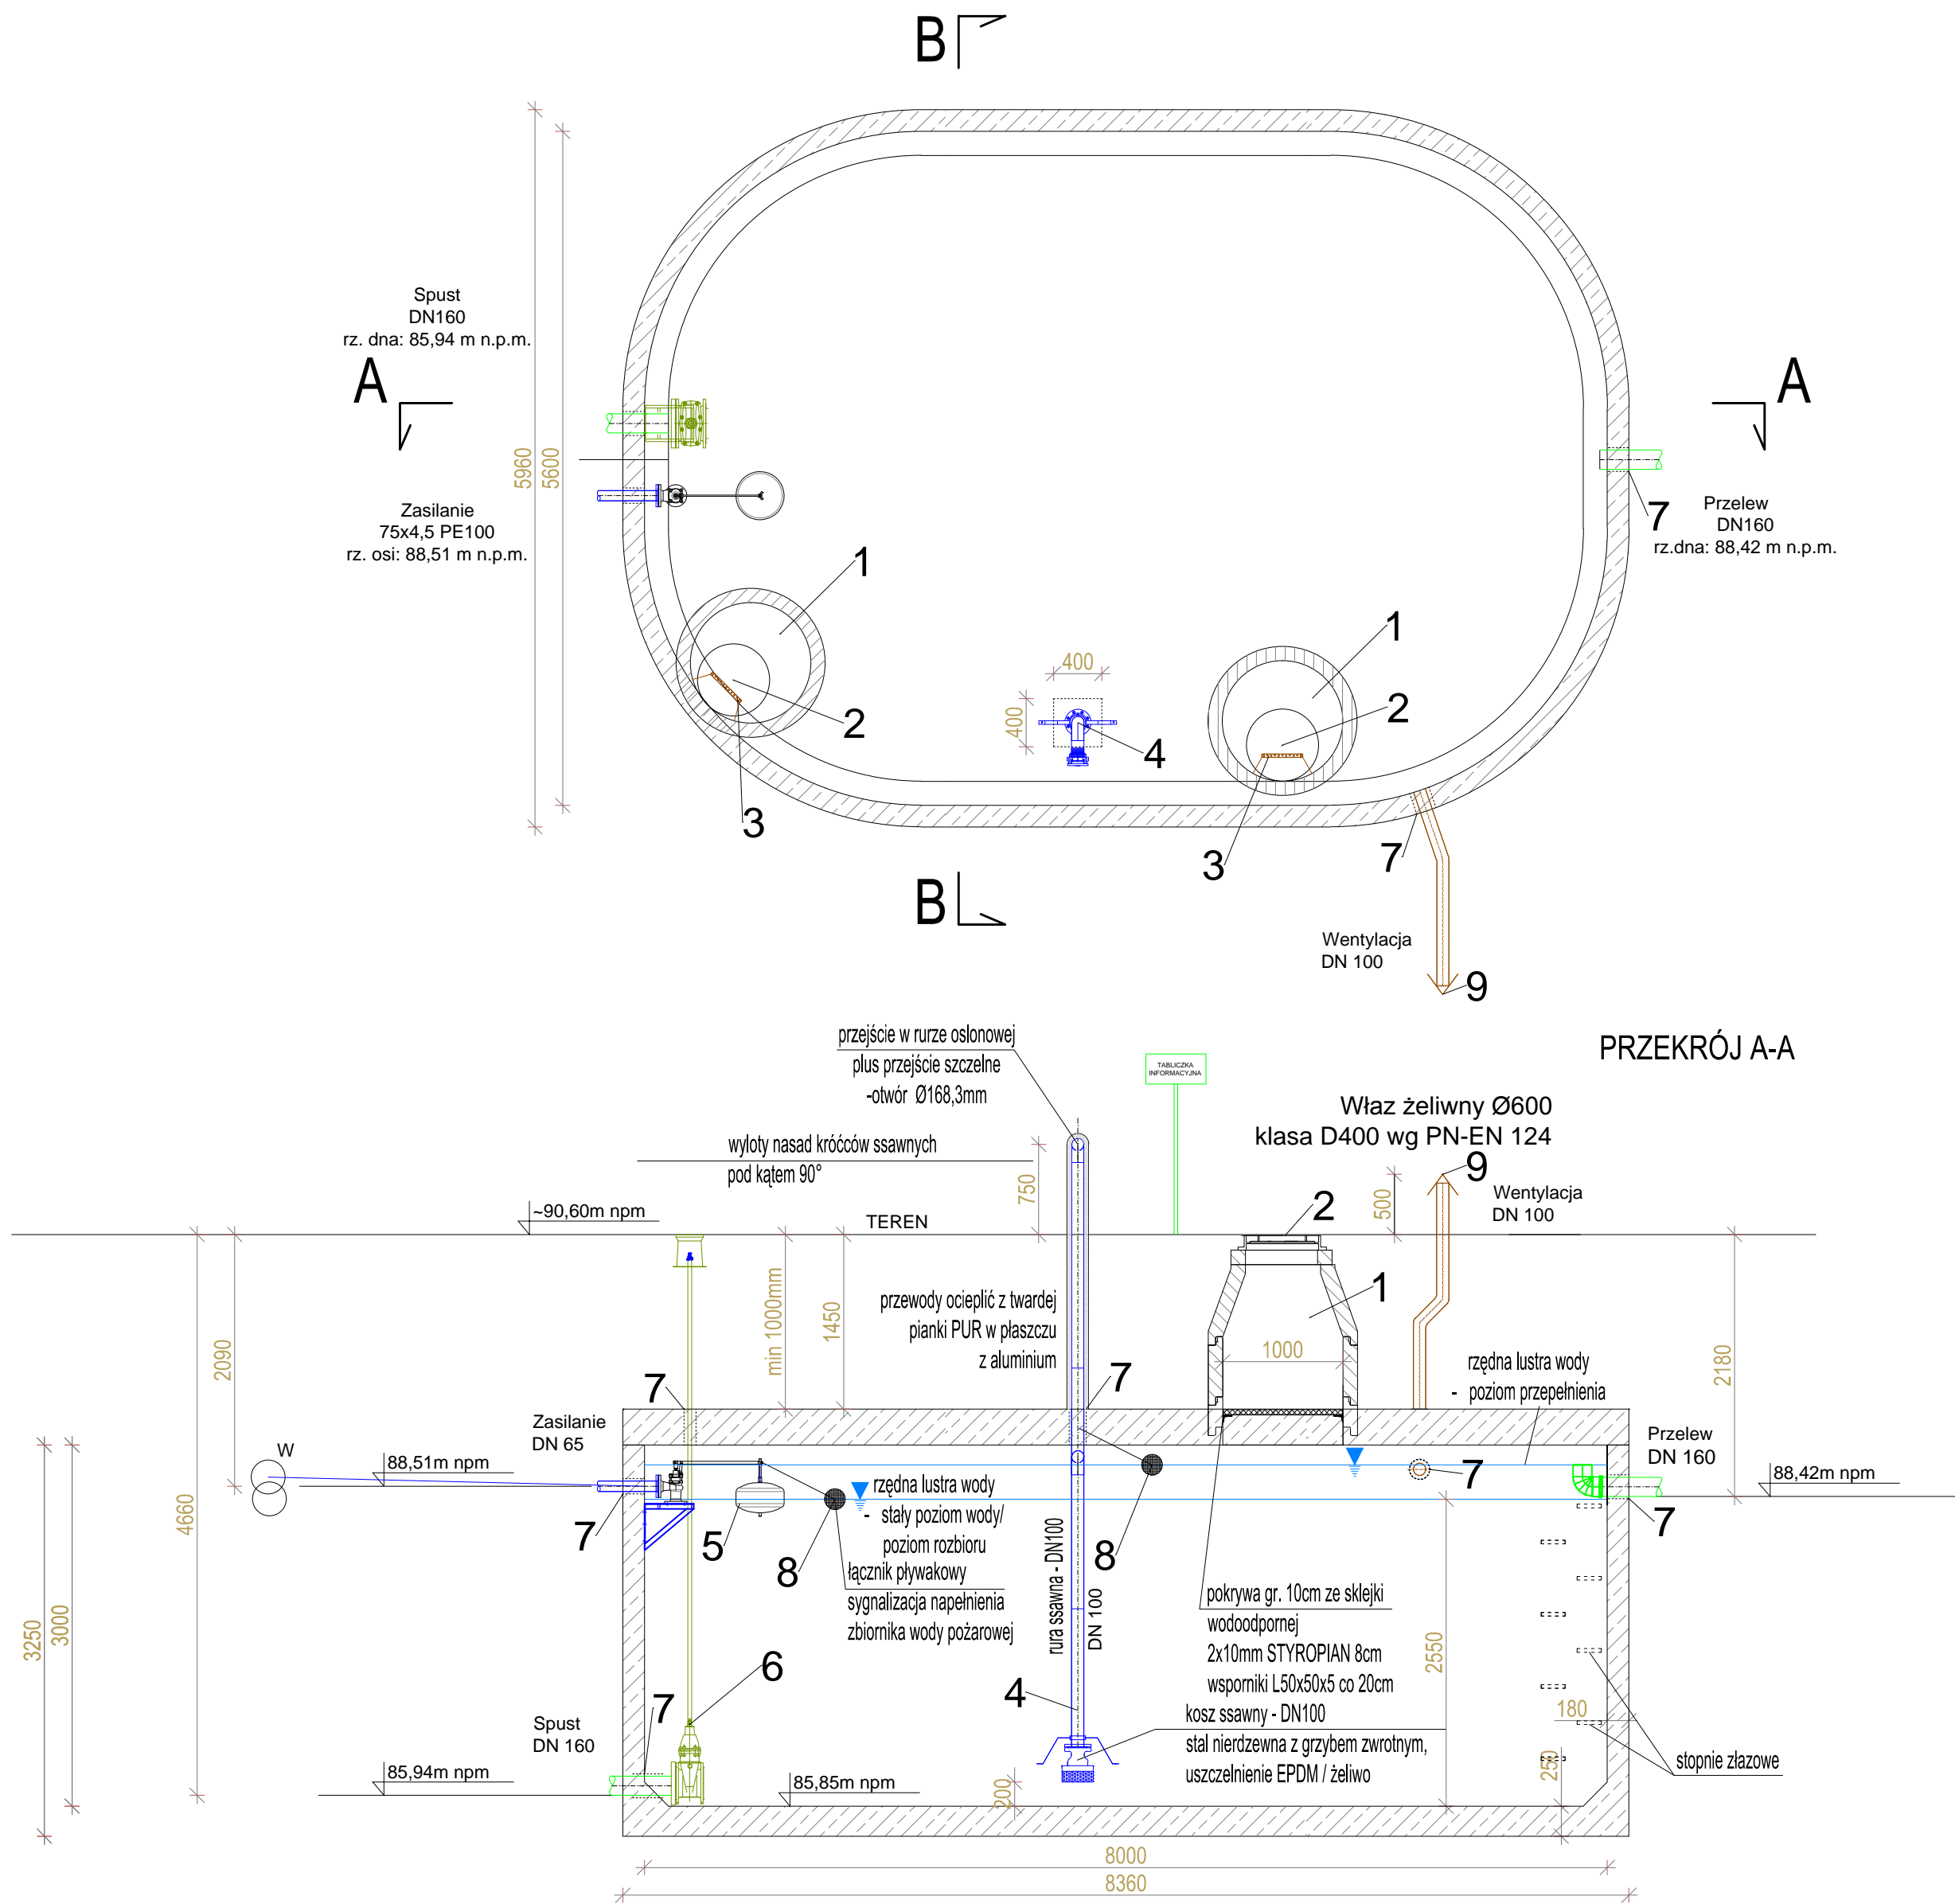 B
Spust
DN160
rz. dna: 85,94 m n.p.m.
A
A
5960
5600
Zasilanie
75x4,5 PE100
rz. osi: 88,51 m n.p.m.
7
Przelew
DN160
rz.dna: 88,42 m n.p.m.
1
1
400
400
2
2
4
3
3
7
B
Wentylacja
DN 100
9
PRZEKRÓJ A-A
przejście w rurze osłonowej
plus przejście szczelne
-otwór Ø168,3mm
TABLICZKA
INFORMACYJNA
Właz żeliwny Ø600
klasa D400 wg PN-EN 124
wyloty nasad króćców ssawnych
pod kątem 90°
750
9
500
Wentylacja
DN 100
2
~90,60m npm
TEREN
min 1000mm
1450
przewody ocieplić z twardej
pianki PUR w płaszczu
z aluminium
1
1000
2090
2180
rzędna lustra wody
- poziom przepełnienia
7
7
Zasilanie
DN 65
W
88,51m npm
Przelew
DN 160
88,42m npm
4660
rzędna lustra wody
- stały poziom wody/
poziom rozbioru
7
7
7
5
8
8
łącznik pływakowy
sygnalizacja napełnienia
zbiornika wody pożarowej
rura ssawna - DN100
DN 100
pokrywa gr. 10cm ze sklejki
wodoodpornej
2x10mm STYROPIAN 8cm
wsporniki L50x50x5 co 20cm
2550
3250
3000
6
7
4
kosz ssawny - DN100
stal nierdzewna z grzybem zwrotnym,
uszczelnienie EPDM / żeliwo
180
Spust
DN 160
stopnie złazowe
85,94m npm
85,85m npm
200
250
8000
8360